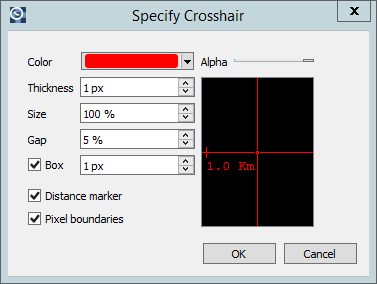 Specify Crosshair
Color
Alpha
Thickness 1 px
Size 100 %
Gap 5 %
Box 1 px
1.0 Km
Distance marker
Pixel boundaries
OK Cancel